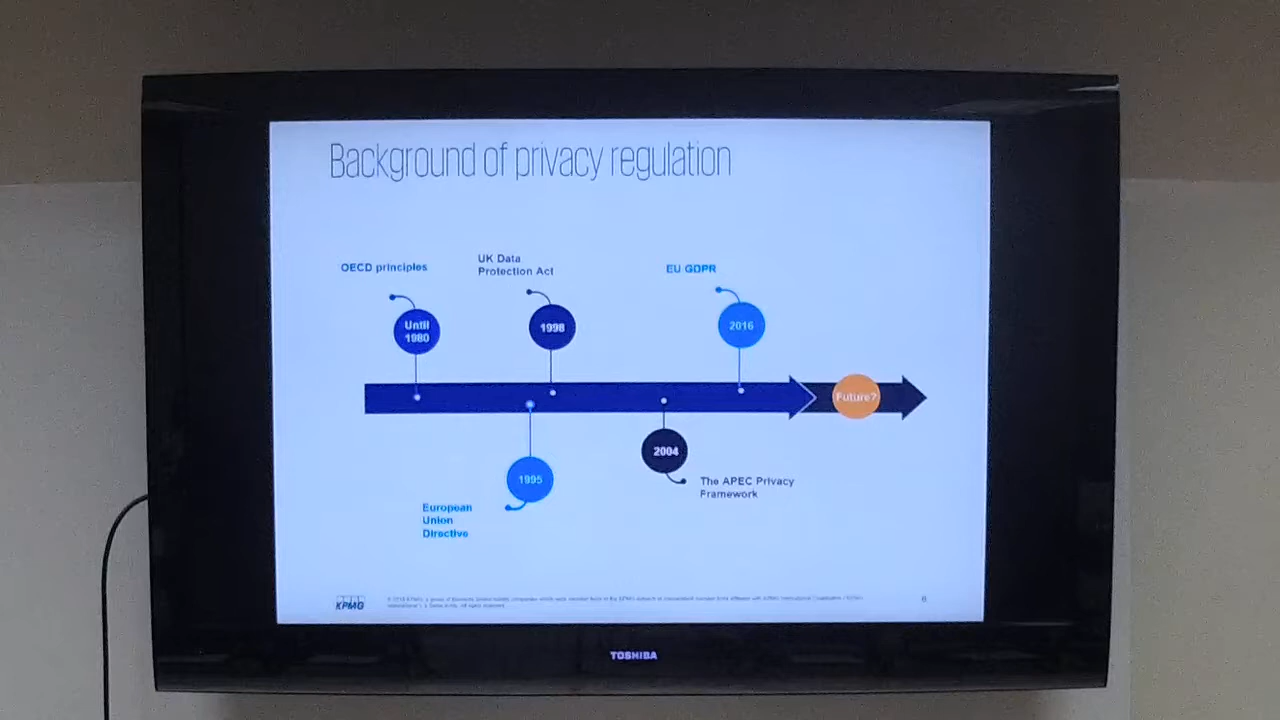 Background of privacy regulation
OECD principles
UK Data
Protection Act
EU GDPR
Until
1980
1998
2016
Future?
1995
2004
European
Union
Directive
The APEC Privacy
Framework
KPMG
6
TOSHIBA